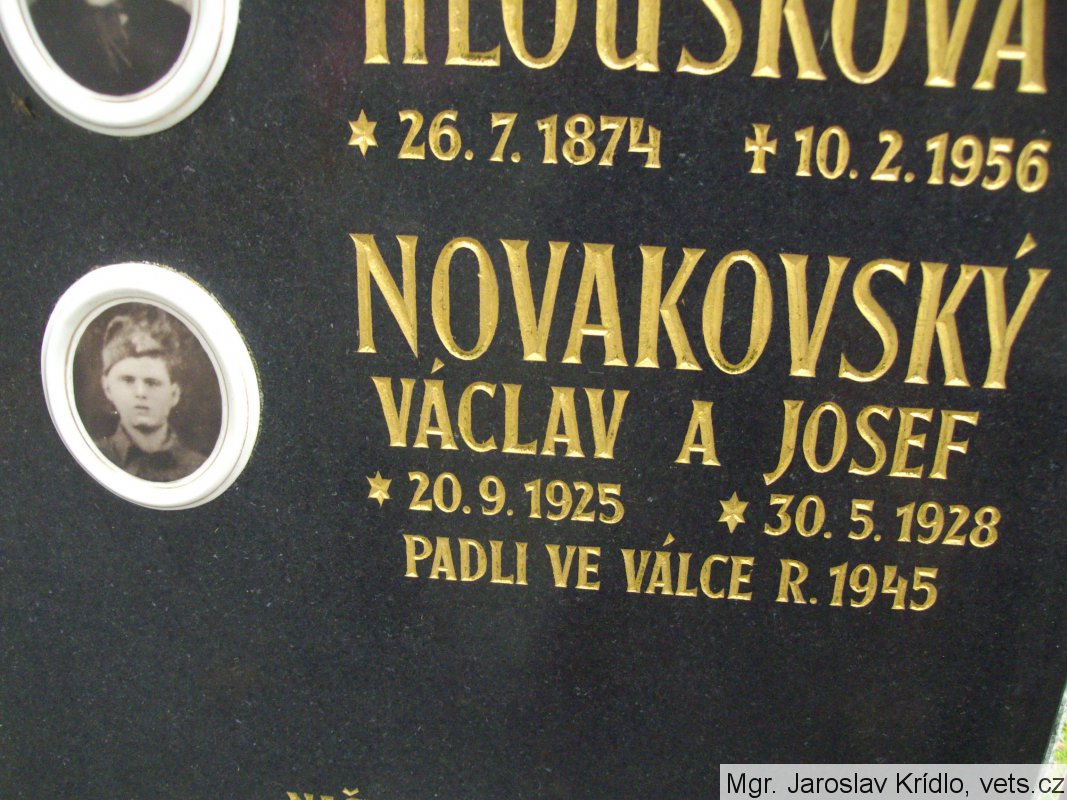 HLOUŠKOVÁ
* 26. 7. 1874 ✝ 10. 2. 1956
NOVAKOVSKÝ
VÁCLAV A JOSEF
* 20. 9. 1925 * 30. 5. 1928
PADLI VE VÁLCE R. 1945
Mgr. Jaroslav Krídlo, vets.cz